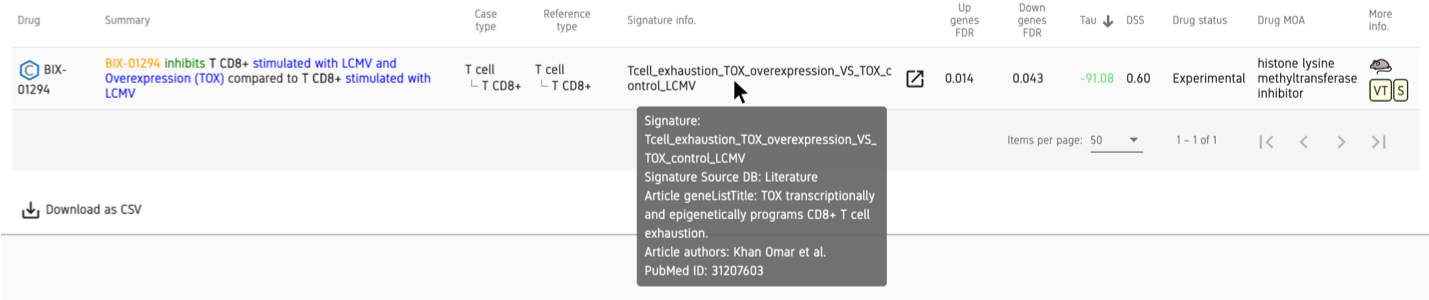 Drug
Summary
Case
type
Reference
type
Signature info.
Up
genes
FDR
Down
genes
FDR
Tau
DSS
Drug status
Drug MOA
More
info.
BIX-
01294
BIX-01294 inhibits T CD8+ stimulated with LCMV and
Overexpression (TOX) compared to T CD8+ stimulated with
LCMV
T cell
T CD8+
T cell
T CD8+
Tcell_exhaustion_TOX_overexpression_VS_TOX_c
ontrol_LCMV
0.014
0.043
-91.08
0.60
Experimental
histone lysine
methyltransferase
inhibitor
VT
S
Signature:
Tcell_exhaustion_TOX_overexpression_VS_
TOX_control_LCMV
Signature Source DB: Literature
Article geneListTitle: TOX transcriptionally
and epigenetically programs CD8+ T cell
exhaustion.
Article authors: Khan Omar et al.
PubMed ID: 31207603
Items per page: 50
1 – 1 of 1
Download as CSV